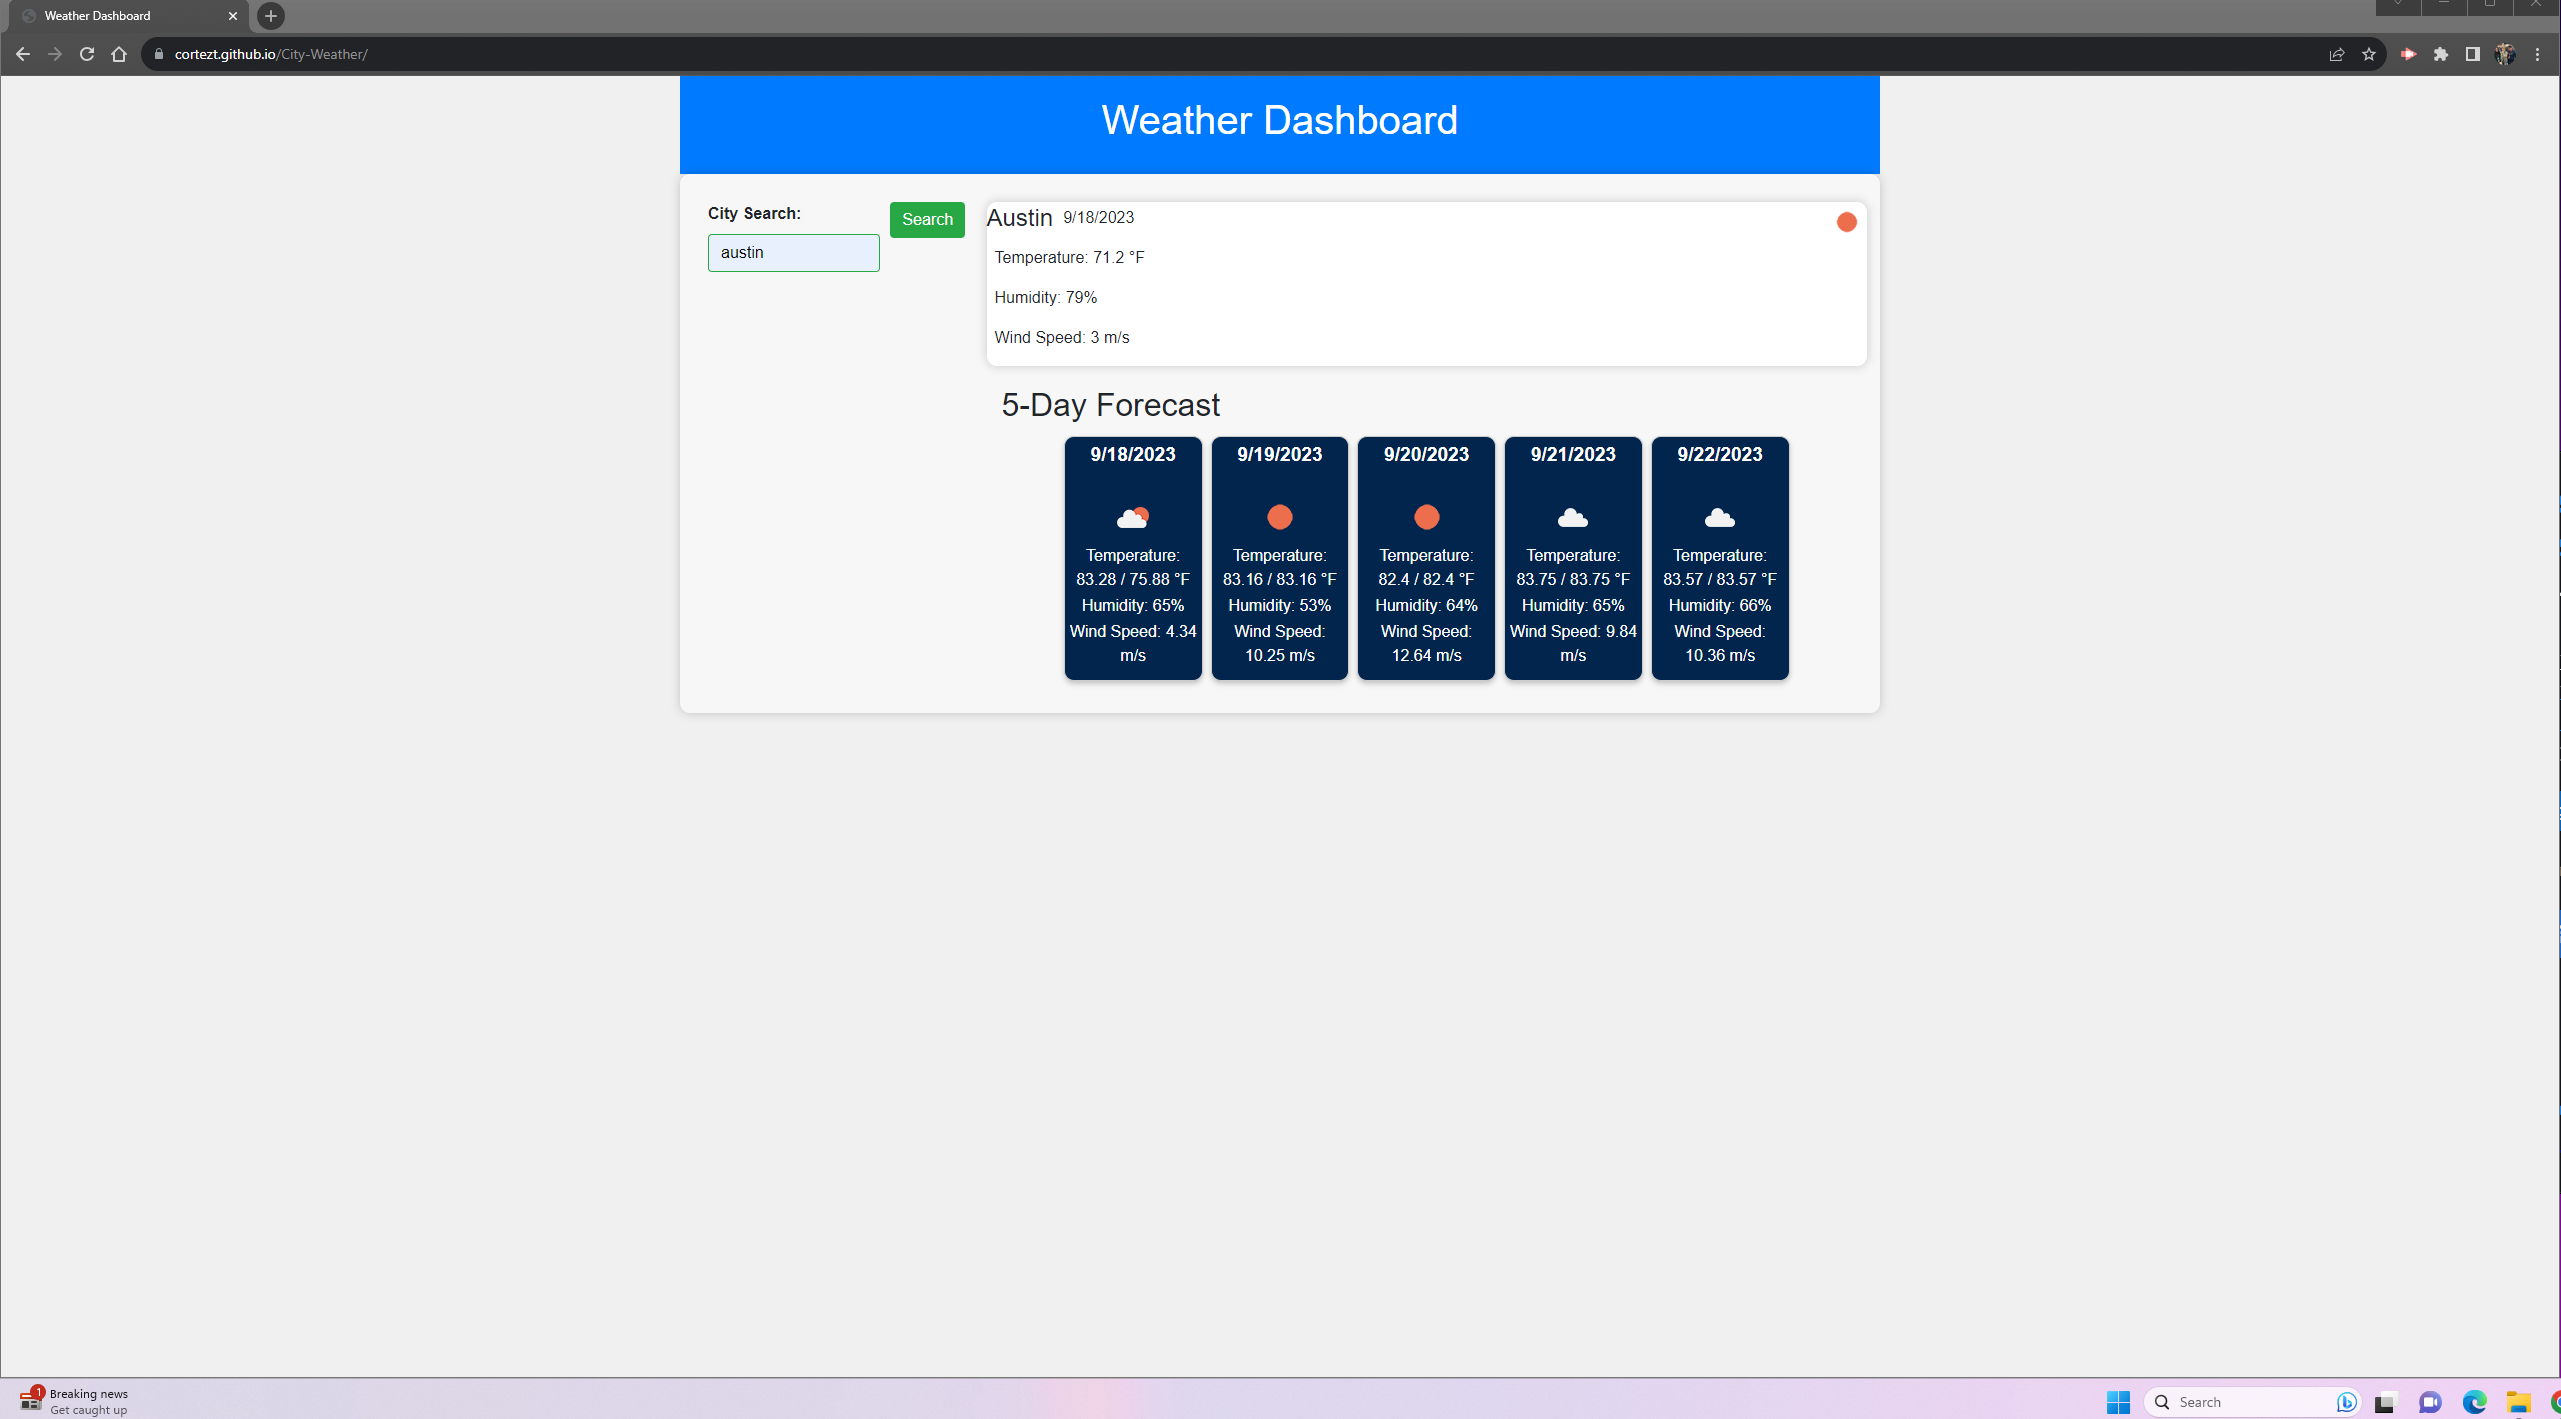 Weather Dashboard
cortezt.github.io/City-Weather/
Weather Dashboard
City Search:
austin
Search
Austin 9/18/2023
Temperature: 71.2 °F
Humidity: 79%
Wind Speed: 3 m/s
5-Day Forecast
9/18/2023
Temperature:
83.28 / 75.88 °F
Humidity: 65%
Wind Speed: 4.34
m/s
9/19/2023
Temperature:
83.16 / 83.16 °F
Humidity: 53%
Wind Speed:
10.25 m/s
9/20/2023
Temperature:
82.4 / 82.4 °F
Humidity: 64%
Wind Speed:
12.64 m/s
9/21/2023
Temperature:
83.75 / 83.75 °F
Humidity: 65%
Wind Speed: 9.84
m/s
9/22/2023
Temperature:
83.57 / 83.57 °F
Humidity: 66%
Wind Speed:
10.36 m/s
1
Breaking news
Get caught up
Search